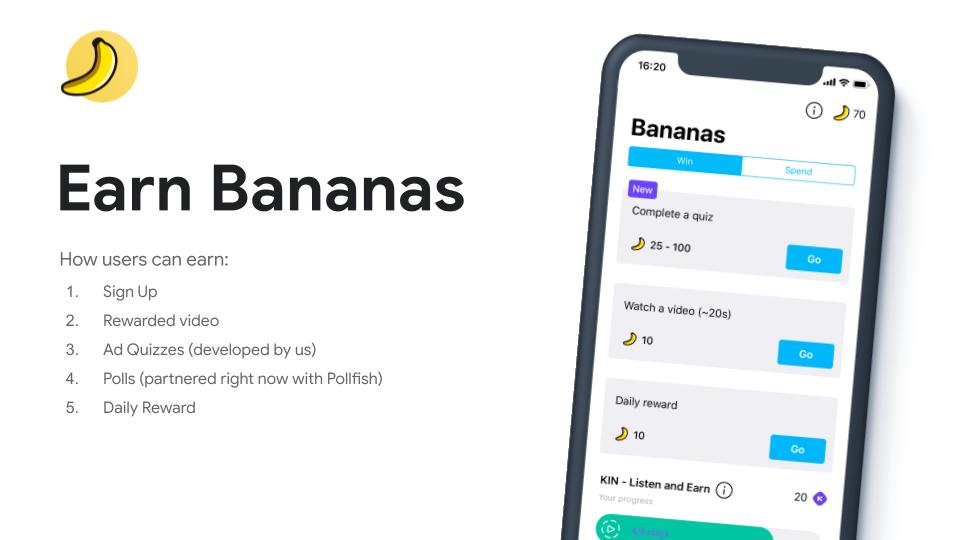 Earn Bananas
How users can earn:
1. Sign Up
2. Rewarded video
3. Ad Quizzes (developed by us)
4. Polls (partnered right now with Pollfish)
5. Daily Reward
16:20
70
Bananas
Win Spend
New
Complete a quiz
25 - 100 Go
Watch a video (~20s)
10 Go
Daily reward
10 Go
KIN - Listen and Earn 20
Your progress